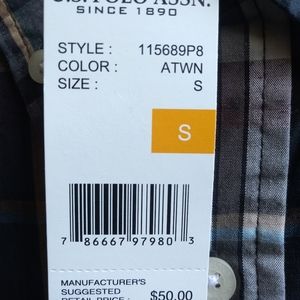 U.S. POLO ASSN.
SINCE 1890
STYLE : 115689P8
COLOR : ATWN
SIZE : S
S
7 86667 97980 3
MANUFACTURER'S
SUGGESTED
RETAIL PRICE : $50.00